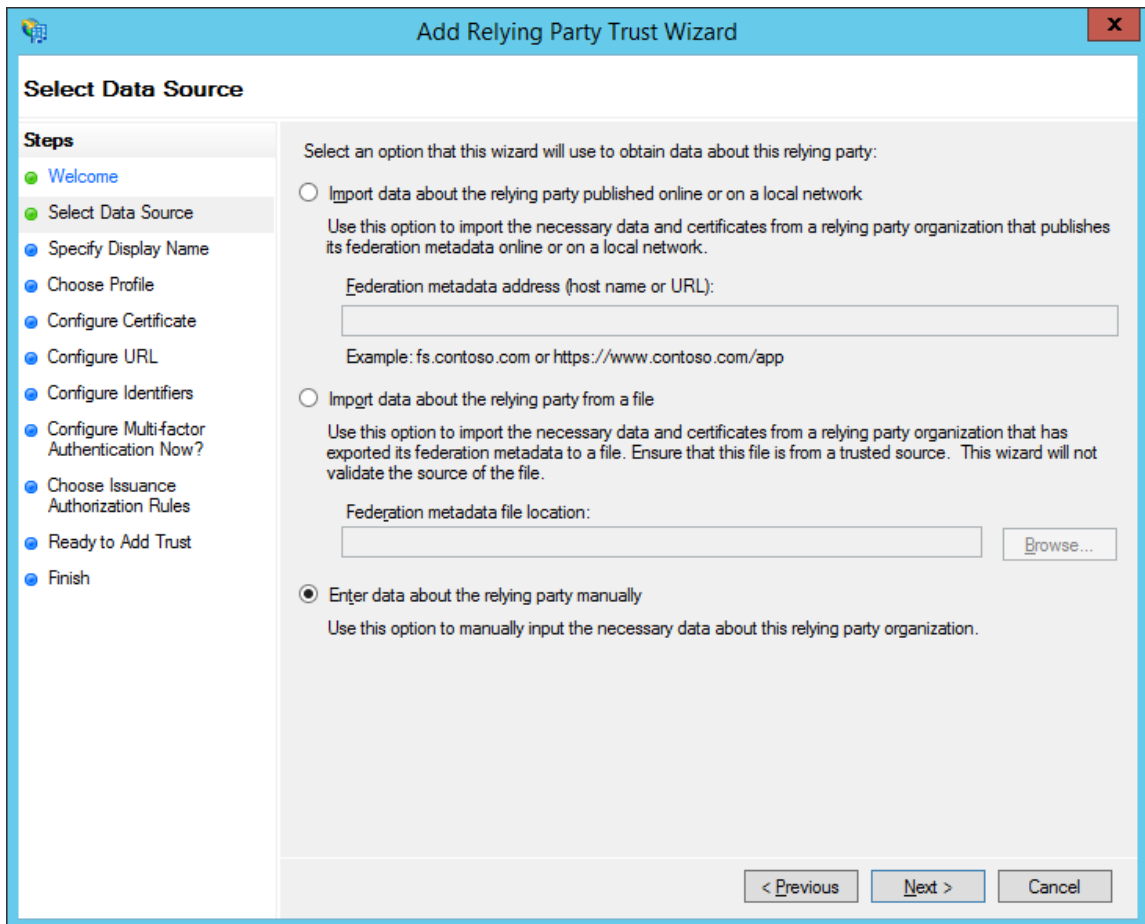 Add Relying Party Trust Wizard
x
Select Data Source
Steps
Welcome
Select Data Source
Specify Display Name
Choose Profile
Configure Certificate
Configure URL
Configure Identifiers
Configure Multi-factor
Authentication Now?
Choose Issuance
Authorization Rules
Ready to Add Trust
Finish
Select an option that this wizard will use to obtain data about this relying party:
Import data about the relying party published online or on a local network
Use this option to import the necessary data and certificates from a relying party organization that publishes
its federation metadata online or on a local network.
Federation metadata address (host name or URL):
Example: fs.contoso.com or https://www.contoso.com/app
Import data about the relying party from a file
Use this option to import the necessary data and certificates from a relying party organization that has
exported its federation metadata to a file. Ensure that this file is from a trusted source.  This wizard will not
validate the source of the file.
Federation metadata file location:
Browse...
Enter data about the relying party manually
Use this option to manually input the necessary data about this relying party organization.
< Previous
Next >
Cancel